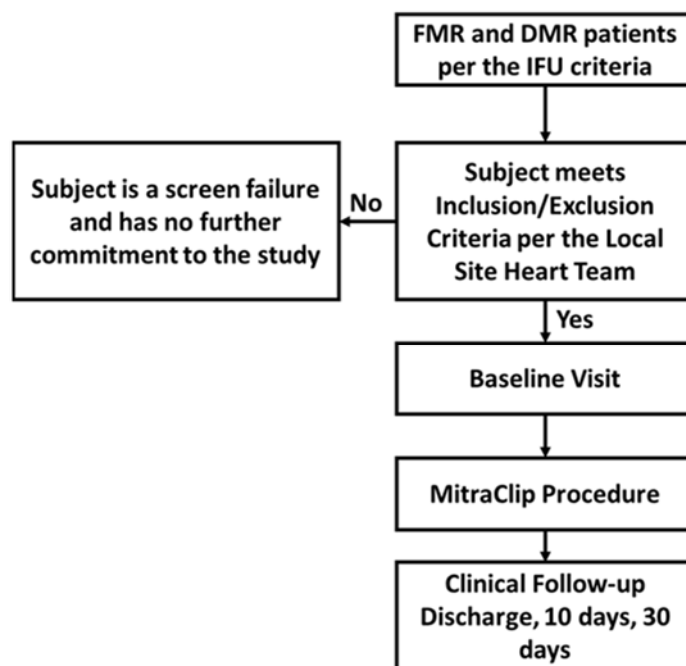 FMR and DMR patients
per the IFU criteria
Subject meets
Inclusion/Exclusion
Criteria per the Local
Site Heart Team
No
Subject is a screen failure
and has no further
commitment to the study
Yes
Baseline Visit
MitraClip Procedure
Clinical Follow-up
Discharge, 10 days, 30
days